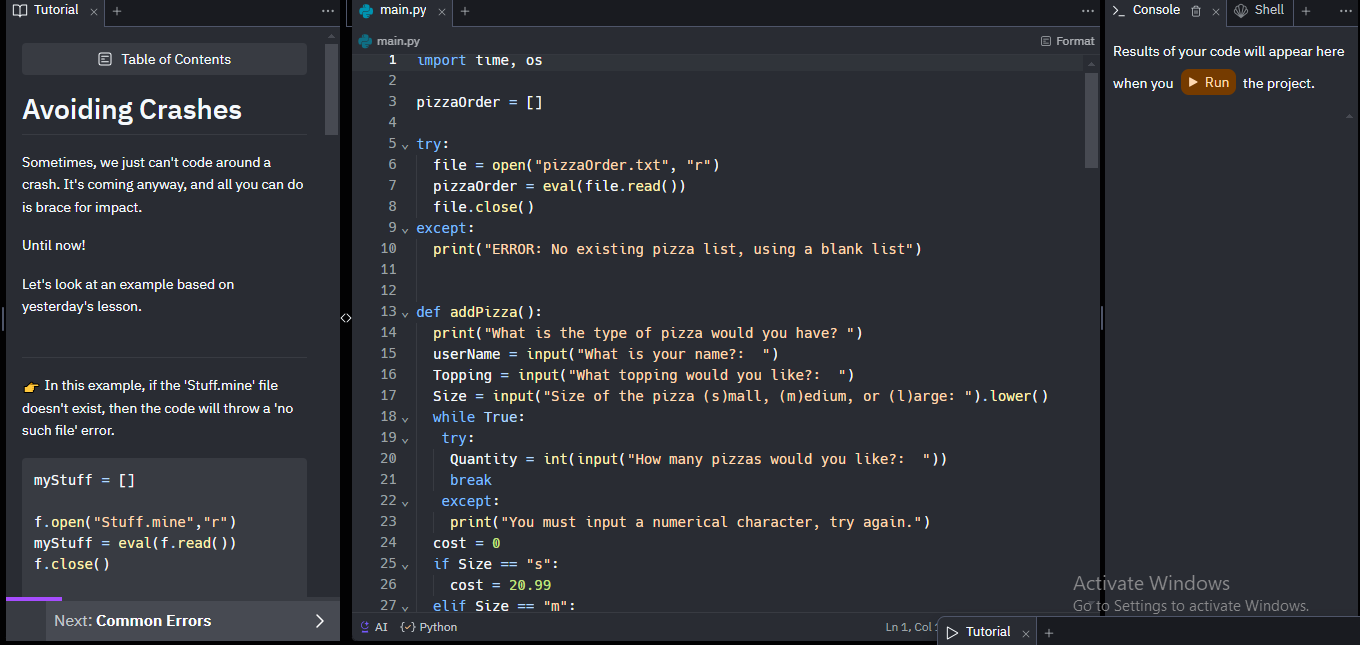 Tutorial
main.py
Console
Shell
Table of Contents
Avoiding Crashes
Sometimes, we just can't code around a
crash. It's coming anyway, and all you can do
is brace for impact.
Until now!
Let's look at an example based on
yesterday's lesson.
👉 In this example, if the 'Stuff.mine' file
doesn't exist, then the code will throw a 'no
such file' error.
myStuff = []
f.open("Stuff.mine","r")
myStuff = eval(f.read())
f.close()
Next: Common Errors
main.py
Format
1 import time, os
2
3 pizzaOrder = []
4
5 try:
6   file = open("pizzaOrder.txt", "r")
7   pizzaOrder = eval(file.read())
8   file.close()
9 except:
10   print("ERROR: No existing pizza list, using a blank list")
11
12
13 def addPizza():
14   print("What is the type of pizza would you have? ")
15   userName = input("What is your name?:  ")
16   Topping = input("What topping would you like?:  ")
17   Size = input("Size of the pizza (s)mall, (m)edium, or (l)arge: ").lower()
18   while True:
19    try:
20     Quantity = int(input("How many pizzas would you like?:  "))
21     break
22    except:
23     print("You must input a numerical character, try again.")
24   cost = 0
25   if Size == "s":
26     cost = 20.99
27   elif Size == "m":
AI
Python
Ln 1, Col
Results of your code will appear here
when you Run the project.
Activate Windows
Go to Settings to activate Windows.
Tutorial